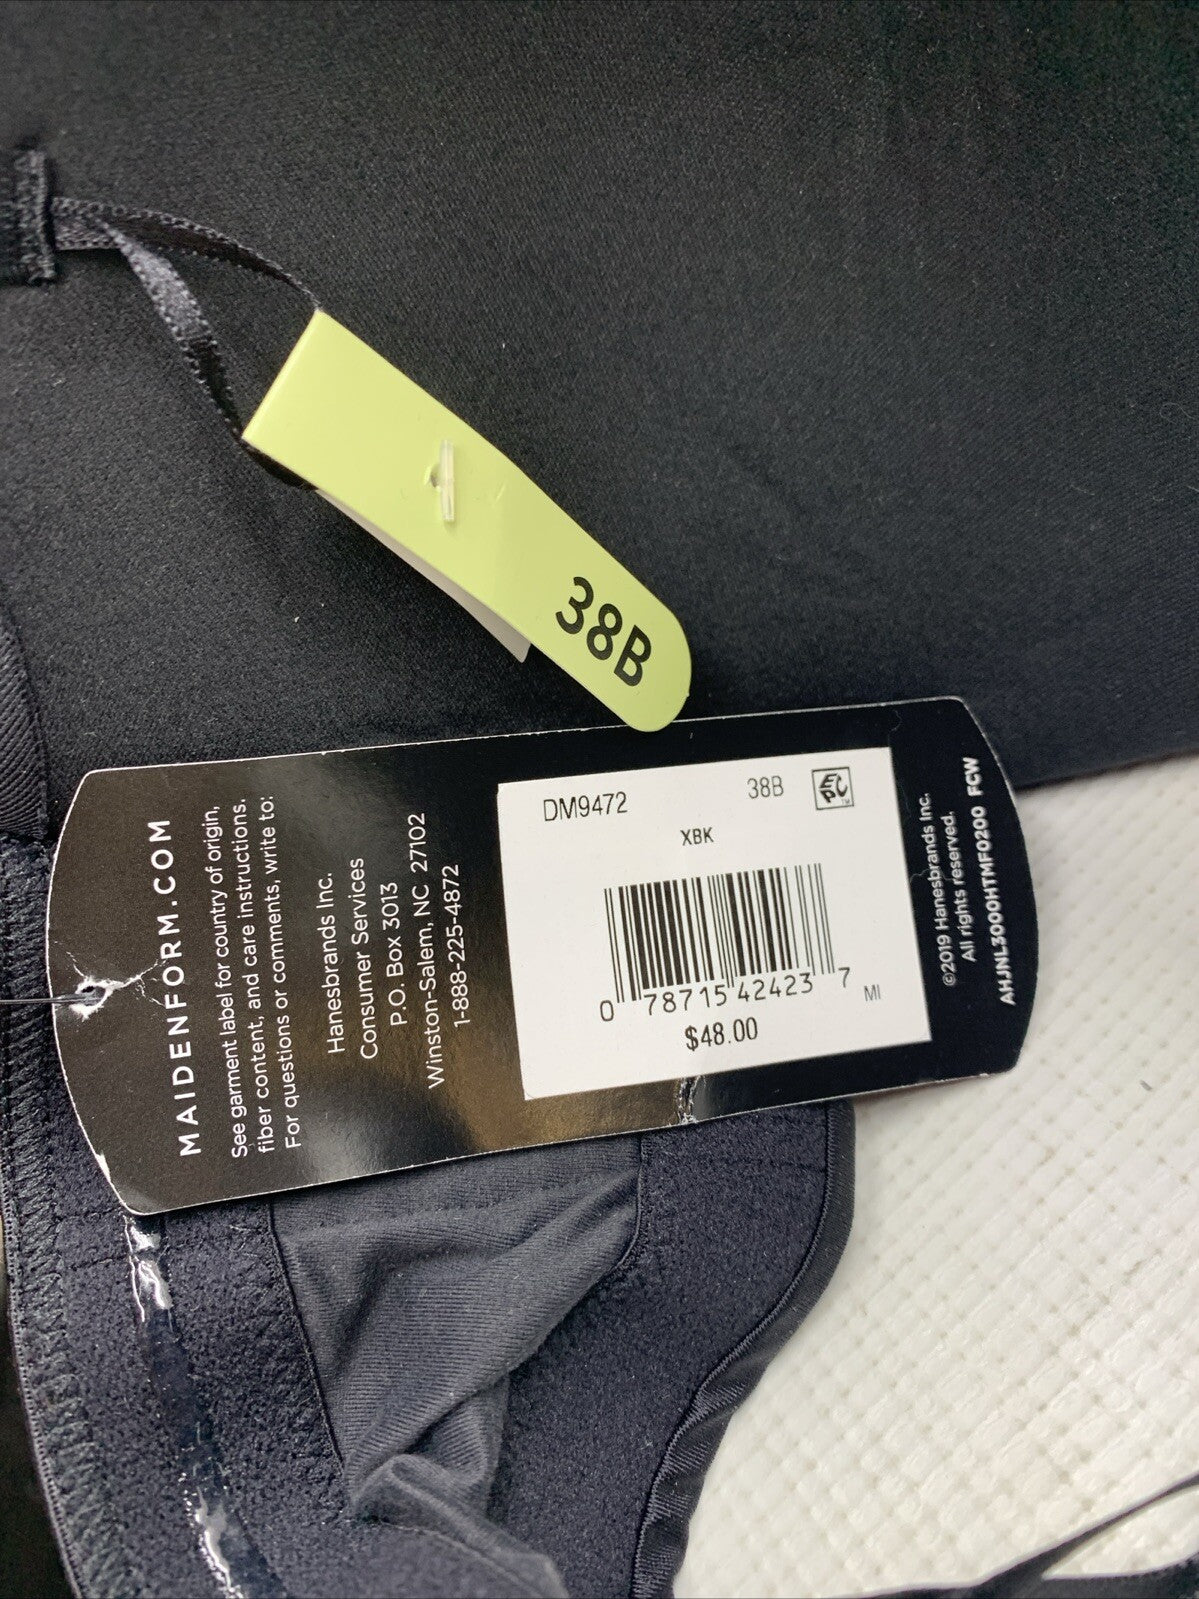 38B
MAIDENFORM.COM
See garment label for country of origin,
fiber content, and care instructions.
For questions or comments, write to:
Hanesbrands Inc.
Consumer Services
P.O. Box 3013
Winston-Salem, NC 27102
1-888-225-4872
DM9472 38B EPC™
XBK
0 78715 42423 7 MI
$48.00
©2019 Hanesbrands Inc.
All rights reserved.
AHJNL3000HTMF0200 FCW